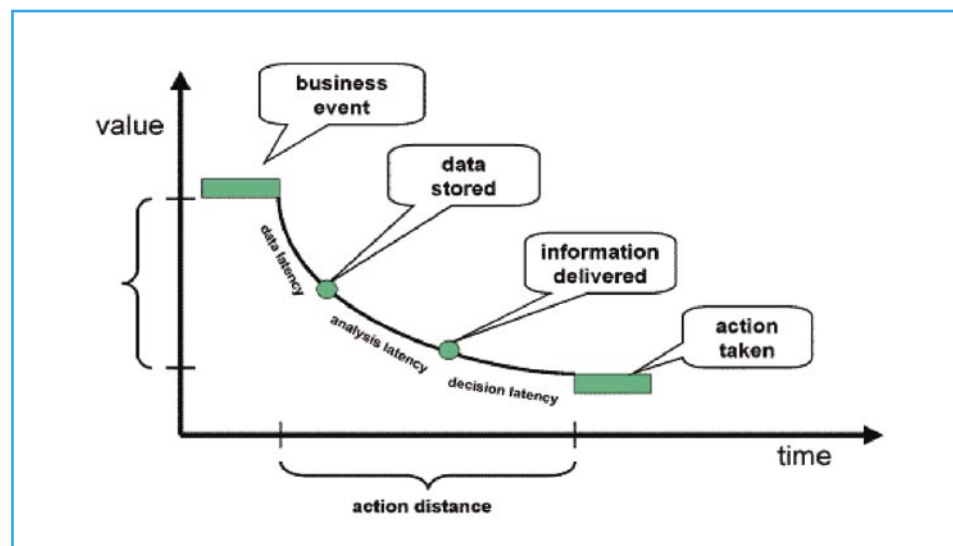 business
event
value
data
stored
data latency
information
delivered
analysis latency
action
taken
decision latency
time
action distance